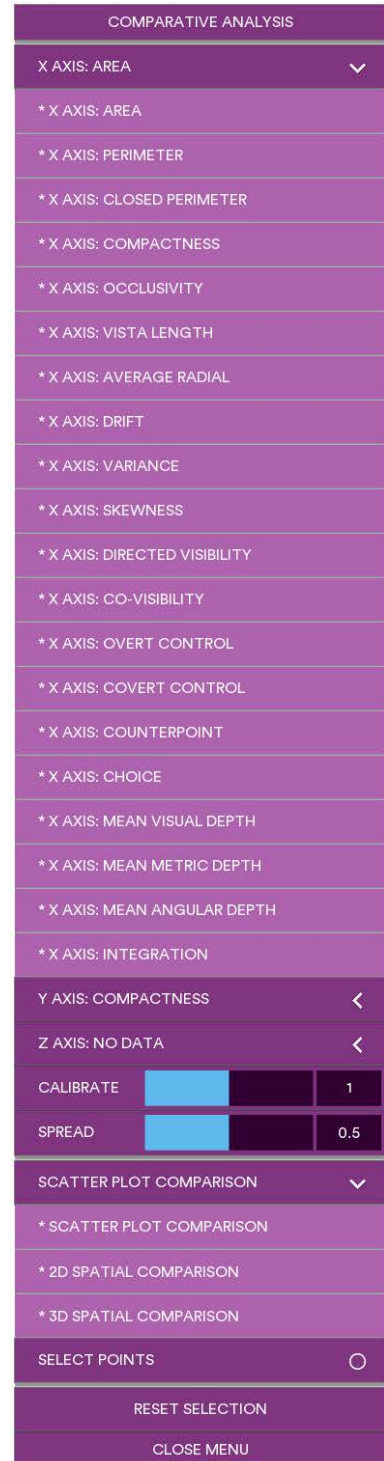 COMPARATIVE ANALYSIS
X AXIS: AREA
* X AXIS: AREA
* X AXIS: PERIMETER
* X AXIS: CLOSED PERIMETER
* X AXIS: COMPACTNESS
* X AXIS: OCCLUSIVITY
* X AXIS: VISTA LENGTH
* X AXIS: AVERAGE RADIAL
* X AXIS: DRIFT
* X AXIS: VARIANCE
* X AXIS: SKEWNESS
* X AXIS: DIRECTED VISIBILITY
* X AXIS: CO-VISIBILITY
* X AXIS: OVERT CONTROL
* X AXIS: COVERT CONTROL
* X AXIS: COUNTERPOINT
* X AXIS: CHOICE
* X AXIS: MEAN VISUAL DEPTH
* X AXIS: MEAN METRIC DEPTH
* X AXIS: MEAN ANGULAR DEPTH
* X AXIS: INTEGRATION
Y AXIS: COMPACTNESS
Z AXIS: NO DATA
CALIBRATE 1
SPREAD 0.5
SCATTER PLOT COMPARISON
* SCATTER PLOT COMPARISON
* 2D SPATIAL COMPARISON
* 3D SPATIAL COMPARISON
SELECT POINTS
RESET SELECTION
CLOSE MENU